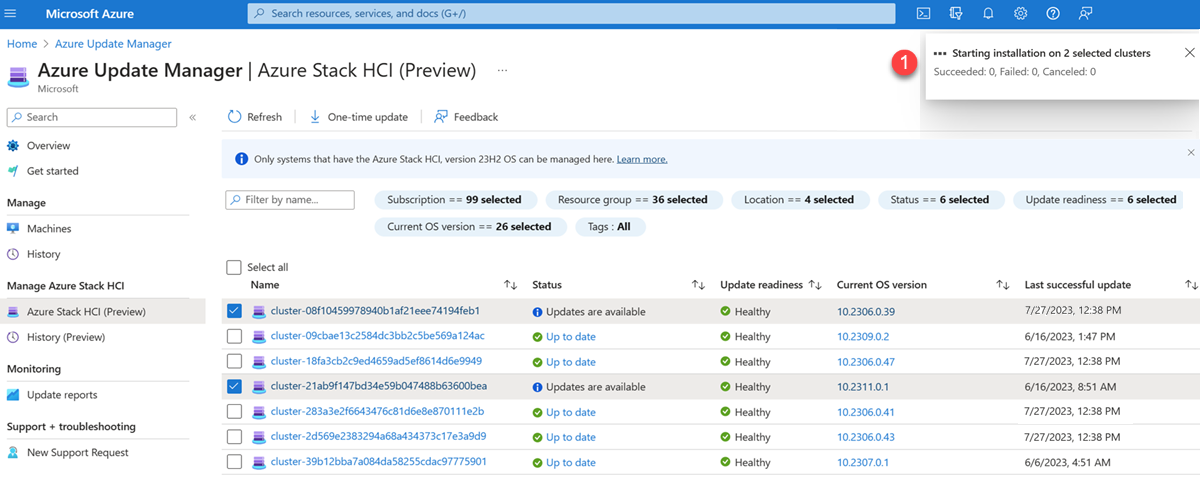 Microsoft Azure
Search resources, services, and docs (G+/)
Home > Azure Update Manager
Azure Update Manager | Azure Stack HCI (Preview) ...
Microsoft
1
Starting installation on 2 selected clusters
Succeeded: 0, Failed: 0, Canceled: 0
Search
Refresh
One-time update
Feedback
Overview
Get started
Manage
Machines
History
Manage Azure Stack HCI
Azure Stack HCI (Preview)
History (Preview)
Monitoring
Update reports
Support + troubleshooting
New Support Request
Only systems that have the Azure Stack HCI, version 23H2 OS can be managed here. Learn more.
Filter by name...
Subscription == 99 selected
Resource group == 36 selected
Location == 4 selected
Status == 6 selected
Update readiness == 6 selected
Current OS version == 26 selected
Tags : All
Select all
Name Status Update readiness Current OS version Last successful update
cluster-08f10459978940b1af21eee74194feb1 Updates are available Healthy 10.2306.0.39 7/27/2023, 12:38 PM
cluster-09cbae13c2584dc3bb2c5be569a124ac Up to date Healthy 10.2309.0.2 6/16/2023, 1:47 PM
cluster-18fa3cb2c9ed4659ad5ef8614d6e9949 Up to date Healthy 10.2306.0.47 7/27/2023, 12:38 PM
cluster-21ab9f147bd34e59b047488b63600bea Updates are available Healthy 10.2311.0.1 6/16/2023, 8:51 AM
cluster-283a3e2f6643476c81d6e8e870111e2b Up to date Healthy 10.2306.0.41 7/27/2023, 12:38 PM
cluster-2d569e2383294a68a434373c17e3a9d9 Up to date Healthy 10.2306.0.43 7/27/2023, 12:38 PM
cluster-39b12bba7a084da58255cdac97775901 Up to date Healthy 10.2307.0.1 6/6/2023, 4:51 AM